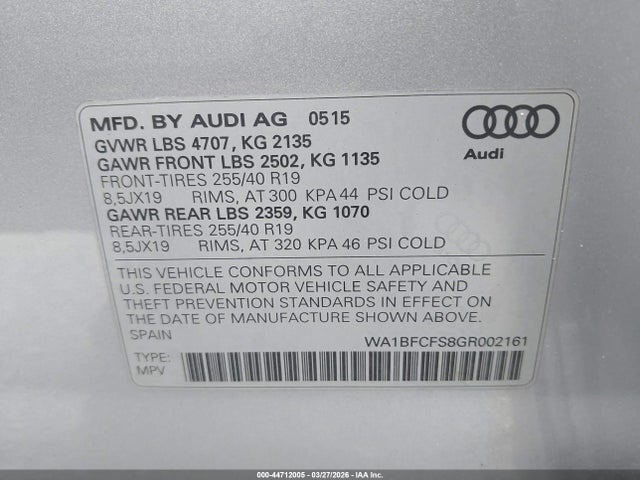 MFD. BY AUDI AG 0515
GVWR LBS 4707, KG 2135
GAWR FRONT LBS 2502, KG 1135
FRONT-TIRES 255/40 R19
8,5JX19 RIMS, AT 300 KPA 44 PSI COLD
GAWR REAR LBS 2359, KG 1070
REAR-TIRES 255/40 R19
8,5JX19 RIMS, AT 320 KPA 46 PSI COLD
Audi
THIS VEHICLE CONFORMS TO ALL APPLICABLE
U.S. FEDERAL MOTOR VEHICLE SAFETY AND
THEFT PREVENTION STANDARDS IN EFFECT ON
THE DATE OF MANUFACTURE SHOWN ABOVE.
SPAIN WA1BFCFS8GR002161
TYPE:
MPV
000-44712005 - 03/27/2026 - IAAI, Inc.